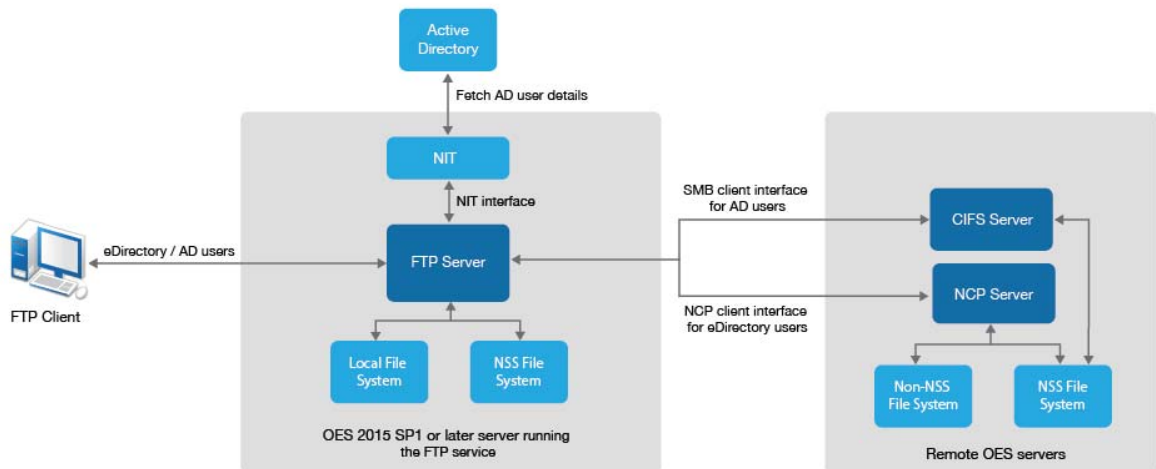 Active
Directory
Fetch AD user details
NIT
NIT interface
SMB client interface
for AD users
CIFS Server
eDirectory / AD users
FTP Server
NCP Server
FTP Client
NCP client interface
for eDirectory users
Local File
System
NSS File
System
Non-NSS
File System
NSS File
System
OES 2015 SP1 or later server running
the FTP service
Remote OES servers